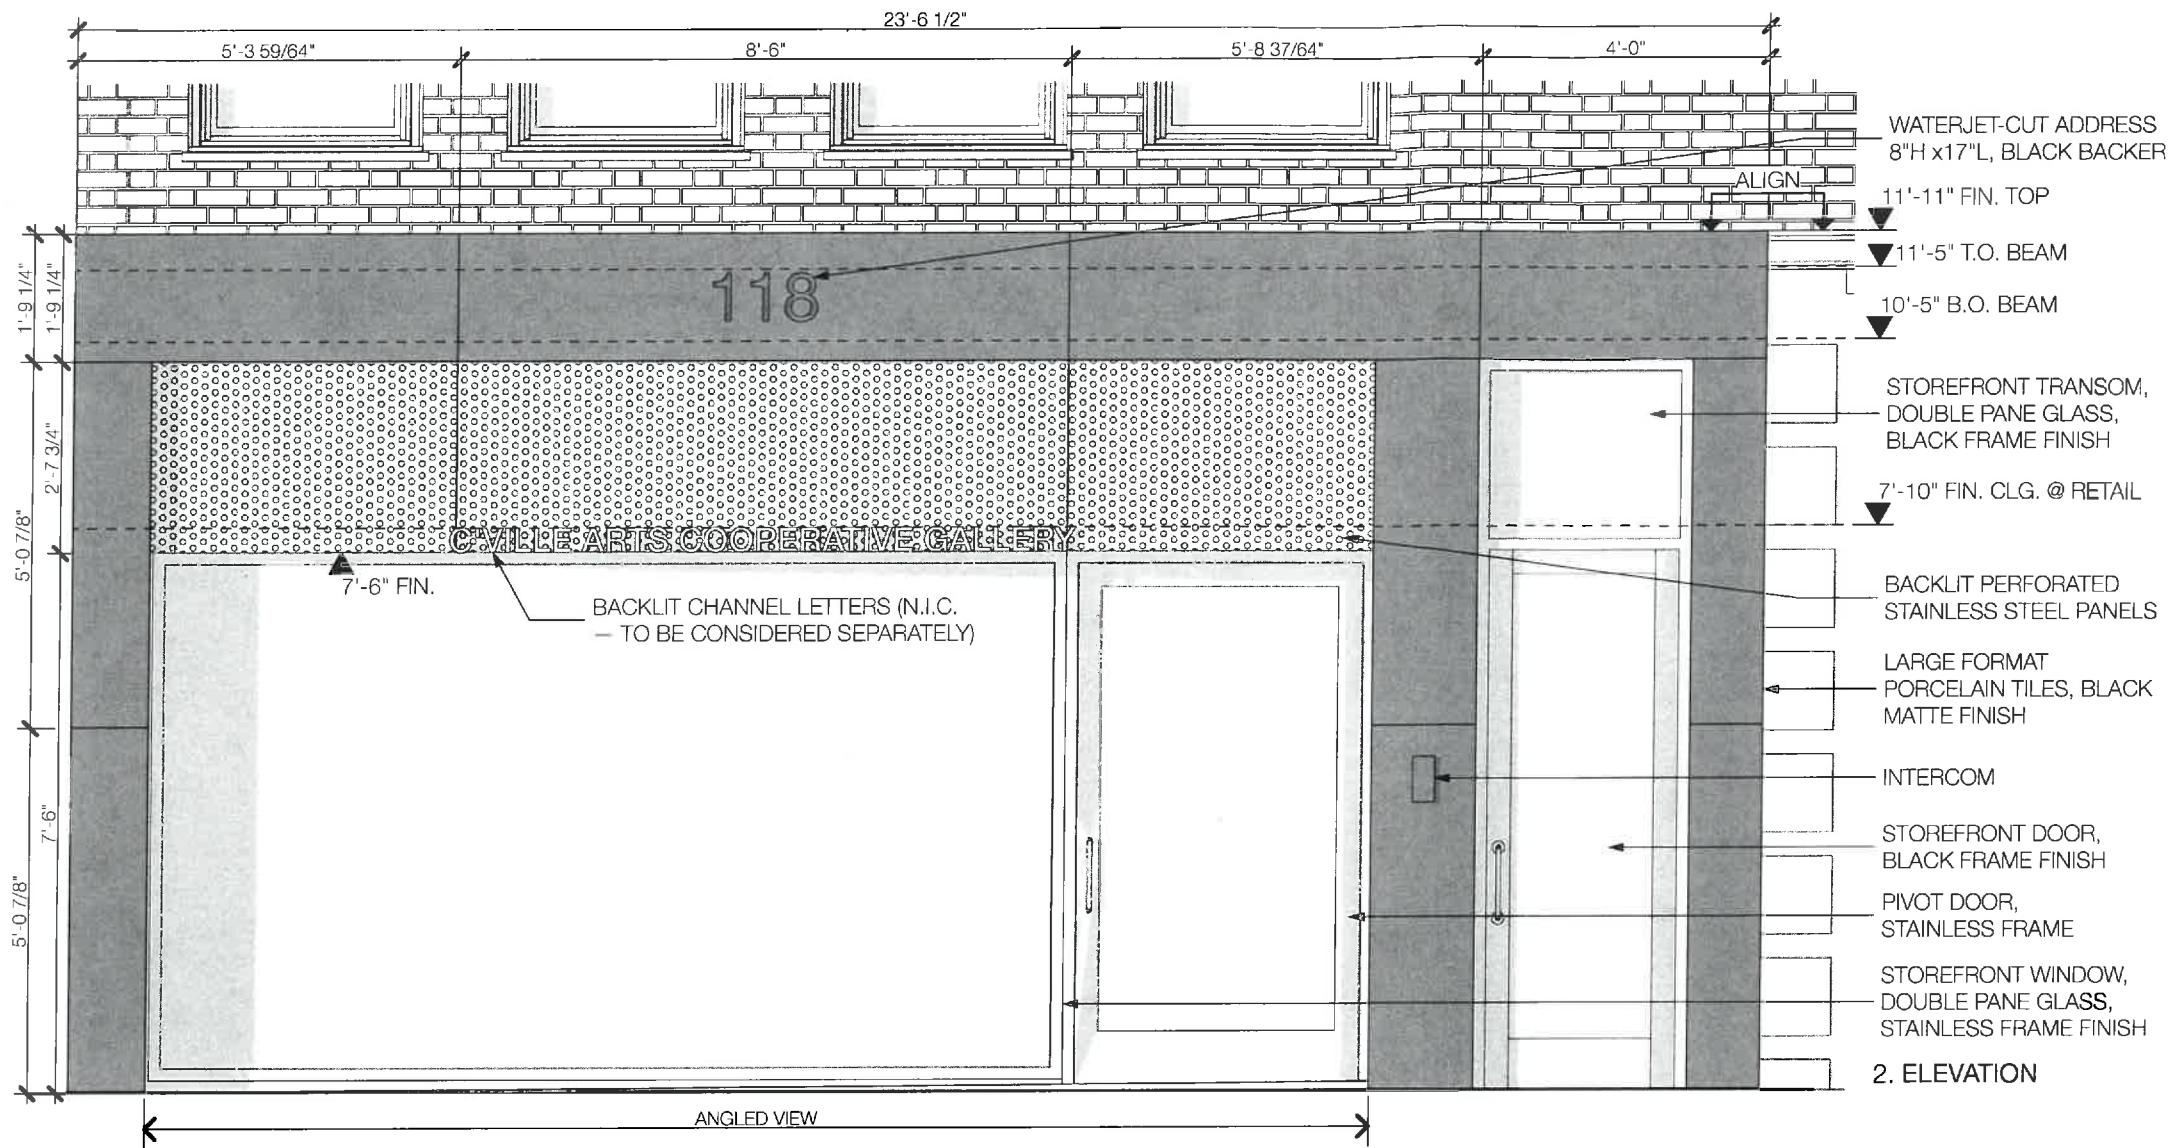 23'-6 1/2"
5'-3 59/64"
8'-6"
5'-8 37/64"
4'-0"
WATERJET-CUT ADDRESS
8"H x17"L, BLACK BACKER
ALIGN
11'-11" FIN. TOP
11'-5" T.O. BEAM
10'-5" B.O. BEAM
1'-9 1/4"
1'-9 1/4"
118
STOREFRONT TRANSOM,
DOUBLE PANE GLASS,
BLACK FRAME FINISH
2'-7 3/4"
7'-10" FIN. CLG. @ RETAIL
5'-0 7/8"
C'VILLE ARTS COOPERATIVE GALLERY
7'-6" FIN.
BACKLIT CHANNEL LETTERS (N.I.C.
– TO BE CONSIDERED SEPARATELY)
BACKLIT PERFORATED
STAINLESS STEEL PANELS
LARGE FORMAT
PORCELAIN TILES, BLACK
MATTE FINISH
INTERCOM
7'-6"
STOREFRONT DOOR,
BLACK FRAME FINISH
5'-0 7/8"
PIVOT DOOR,
STAINLESS FRAME
STOREFRONT WINDOW,
DOUBLE PANE GLASS,
STAINLESS FRAME FINISH
2. ELEVATION
ANGLED VIEW